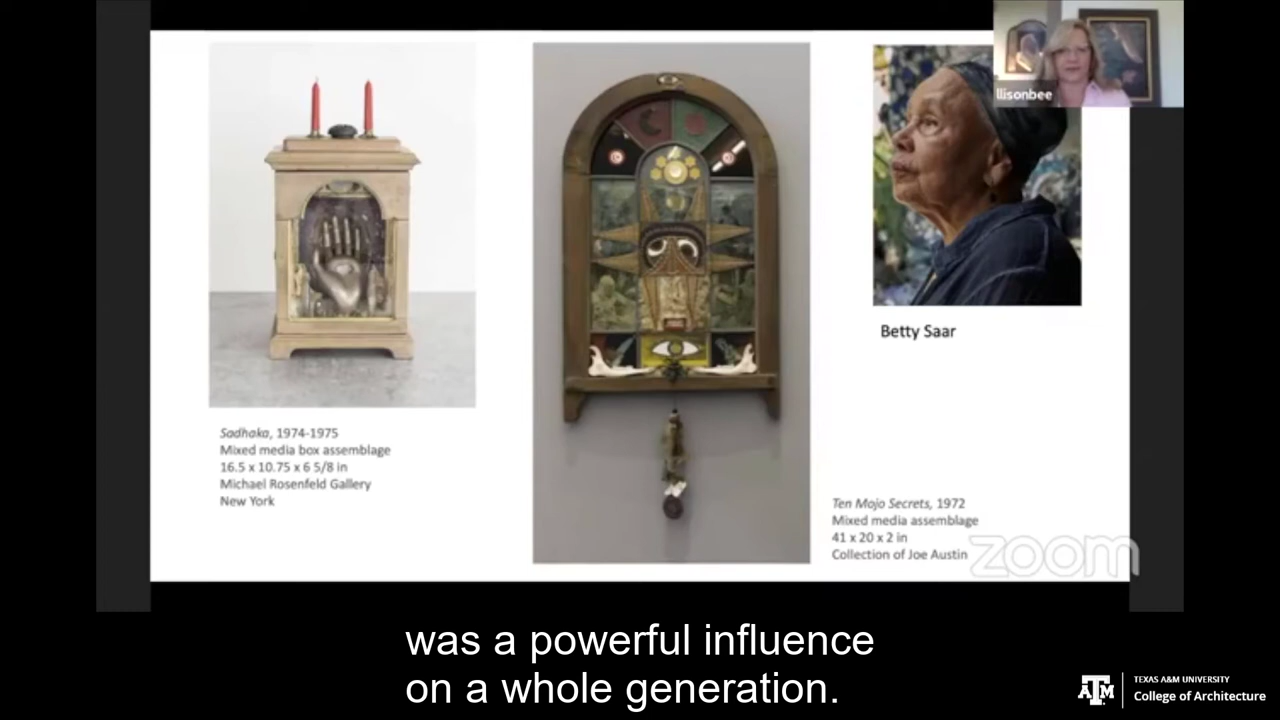 llisonbee
Betty Saar
Sadhaka, 1974-1975
Mixed media box assemblage
16.5 x 10.75 x 6 5/8 in
Michael Rosenfeld Gallery
New York
Ten Mojo Secrets, 1972
Mixed media assemblage
41 x 20 x 2 in
Collection of Joe Austin
zoom
was a powerful influence
on a whole generation.
ATM
TEXAS A&M UNIVERSITY
College of Architecture